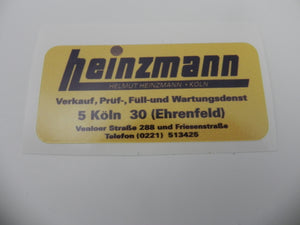 heinzmann
HELMUT HEINZMANN · KÖLN
Verkauf, Prüf-, Füll-und Wartungsdenst
5 Köln 30 (Ehrenfeld)
Venloer Straße 288 und Friesenstraße
Telefon (0221) 513425